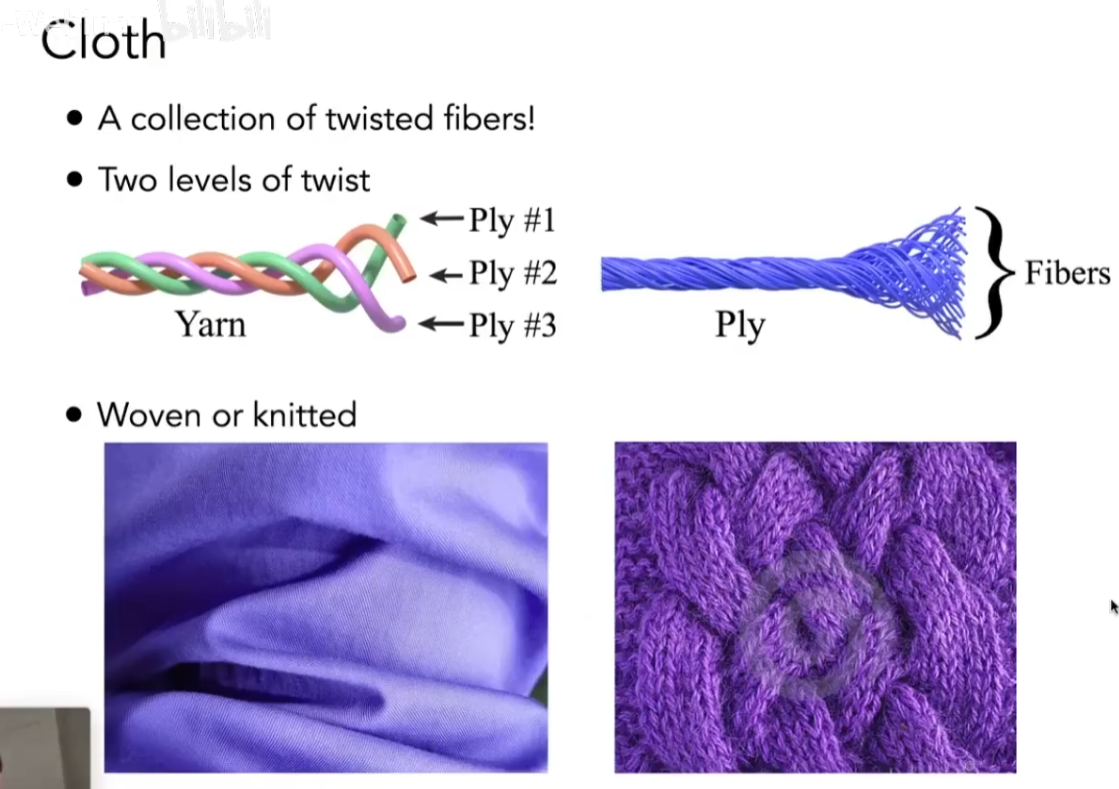 bilibili
Cloth
• A collection of twisted fibers!
• Two levels of twist
Ply #1
Ply #2
Yarn
Ply #3
Ply
Fibers
• Woven or knitted